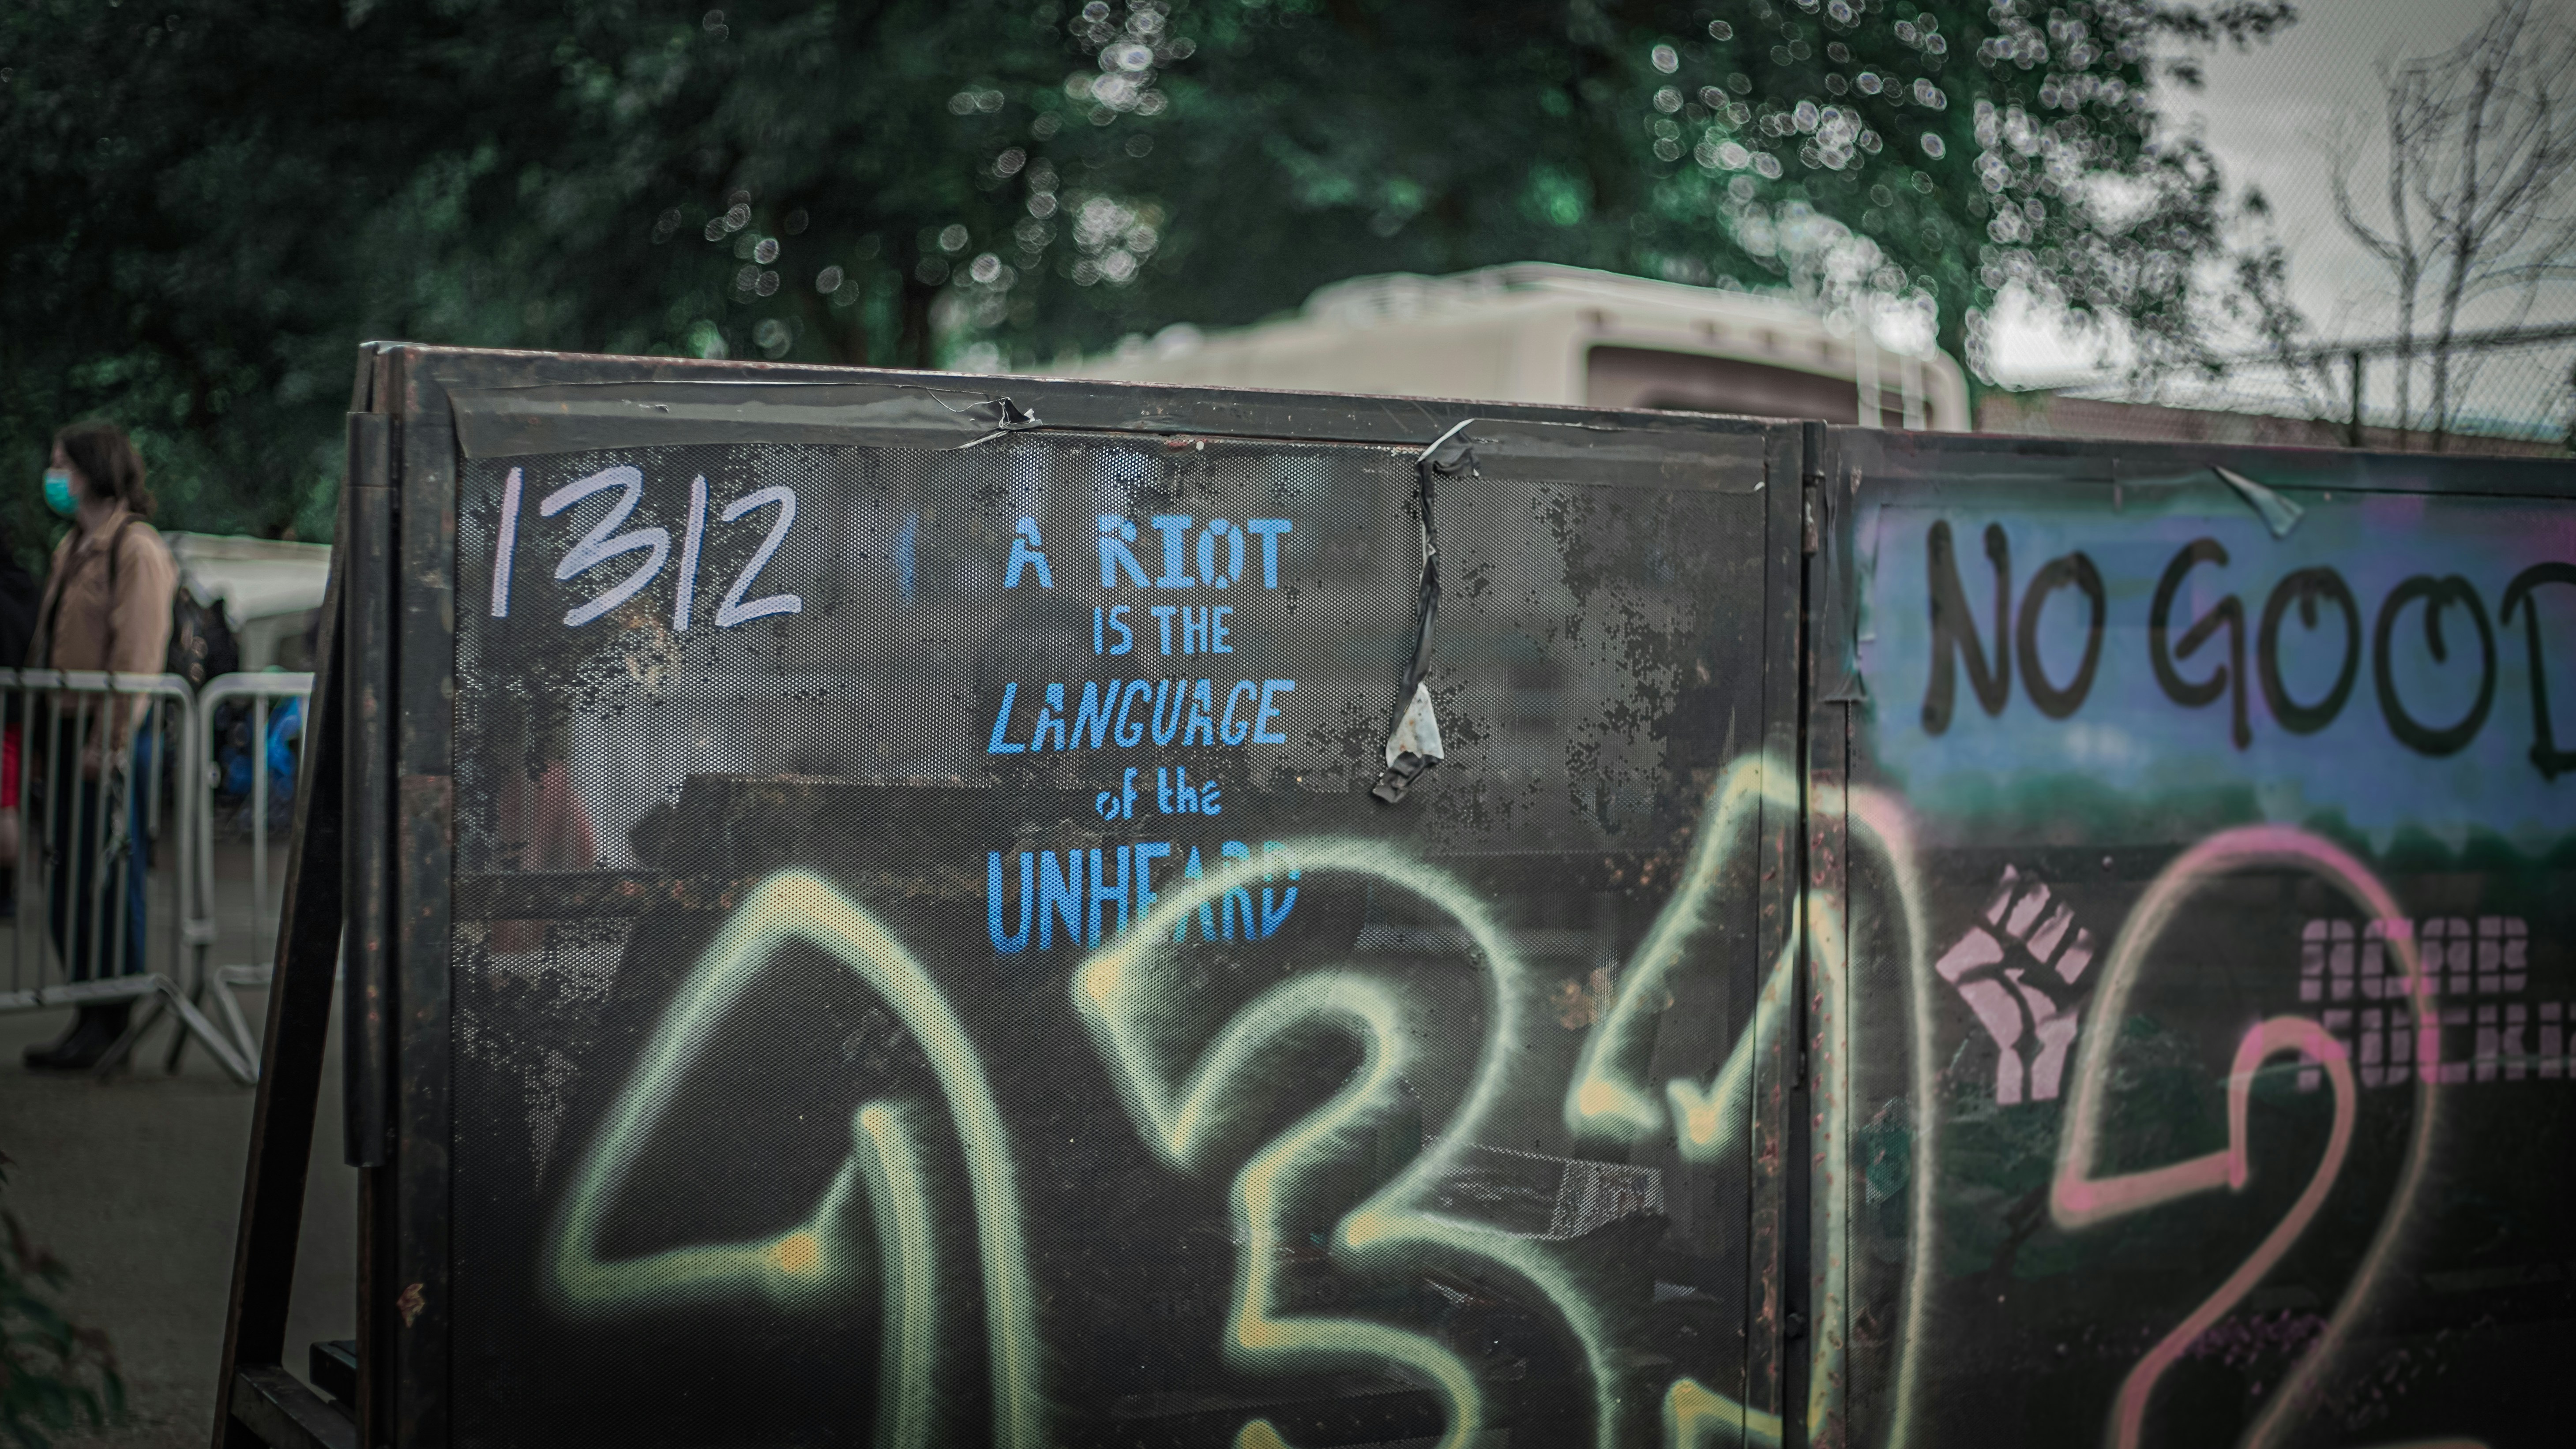 1312
A RIOT
IS THE
LANGUAGE
of the
UNHEARD
1312
NO GOOD